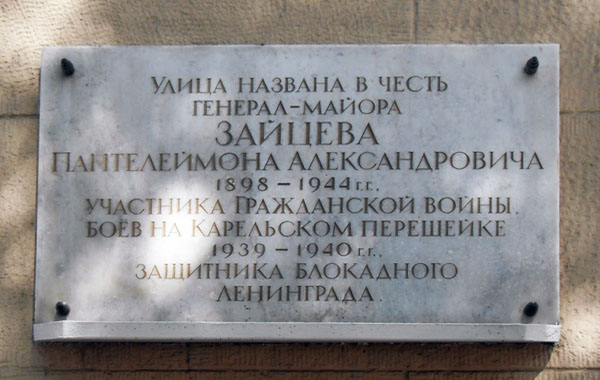 УЛИЦА НАЗВАНА В ЧЕСТЬ
ГЕНЕРАЛ-МАЙОРА
ЗАЙЦЕВА
ПАНТЕЛЕЙМОНА АЛЕКСАНДРОВИЧА
1898 – 1944 г.г.,
УЧАСТНИКА ГРАЖДАНСКОЙ ВОЙНЫ,
БОЁВ НА КАРЕЛЬСКОМ ПЕРЕШЕЙКЕ
1939 – 1940 г.г.,
ЗАЩИТНИКА БЛОКАДНОГО
ЛЕНИНГРАДА.